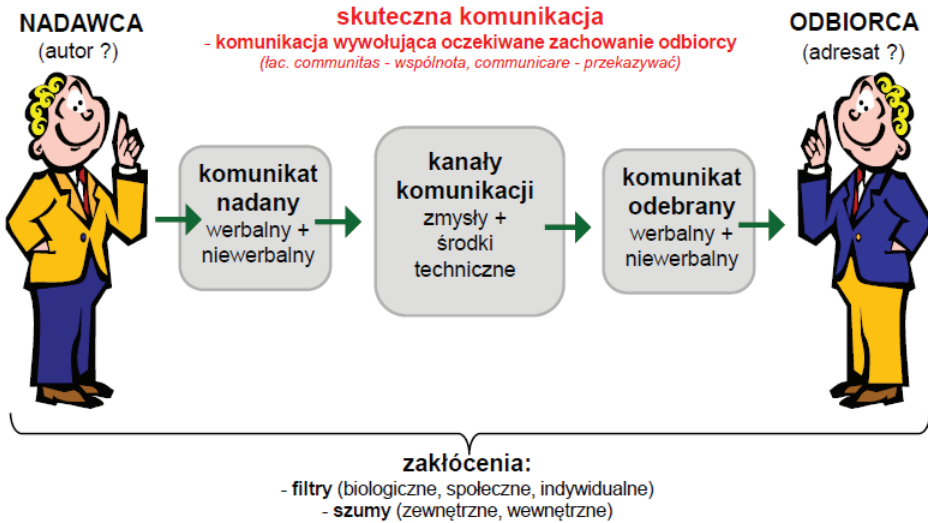 NADAWCA
(autor ?)
skuteczna komunikacja
- komunikacja wywołująca oczekiwane zachowanie odbiorcy
(łac. communitas - wspólnota, communicare - przekazywać)
ODBIORCA
(adresat ?)
komunikat
nadany
werbalny +
niewerbalny
kanały
komunikacji
zmysły +
środki
techniczne
komunikat
odebrany
werbalny +
niewerbalny
zakłócenia:
- filtry (biologiczne, społeczne, indywidualne)
- szumy (zewnętrzne, wewnętrzne)